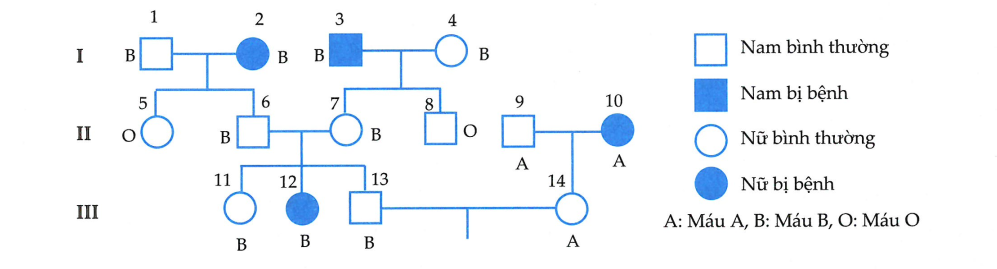 1 2 3 4
I B B B B
5 6 7 8 9 10
II O B B O A A
11 12 13 14
III B B B A
Nam bình thường
Nam bị bệnh
Nữ bình thường
Nữ bị bệnh
A: Máu A, B: Máu B, O: Máu O